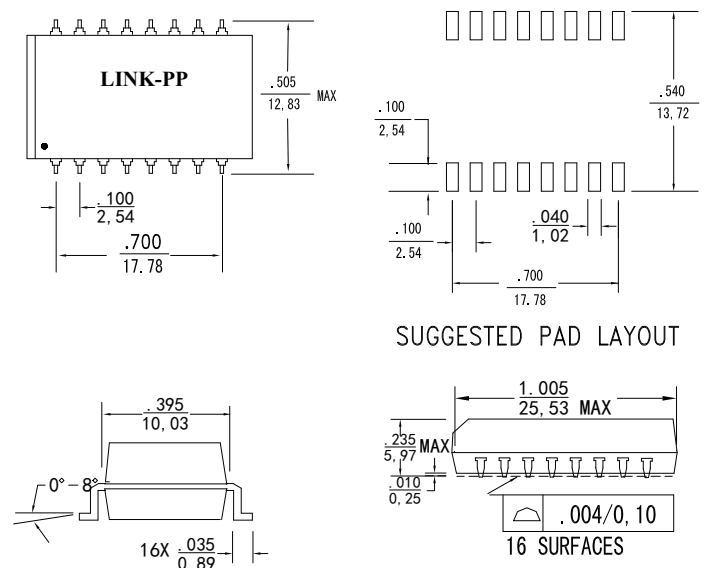 LINK-PP
.505
12,83 MAX
.100
2,54
.700
17.78
.100
2,54
.540
13,72
.100
2.54
.040
1,02
.700
17.78
SUGGESTED PAD LAYOUT
.395
10,03
0° - 8°
16X .035
0.89
1.005
25,53 MAX
.235 MAX
5,97
.010
0,25
.004/0,10
16 SURFACES